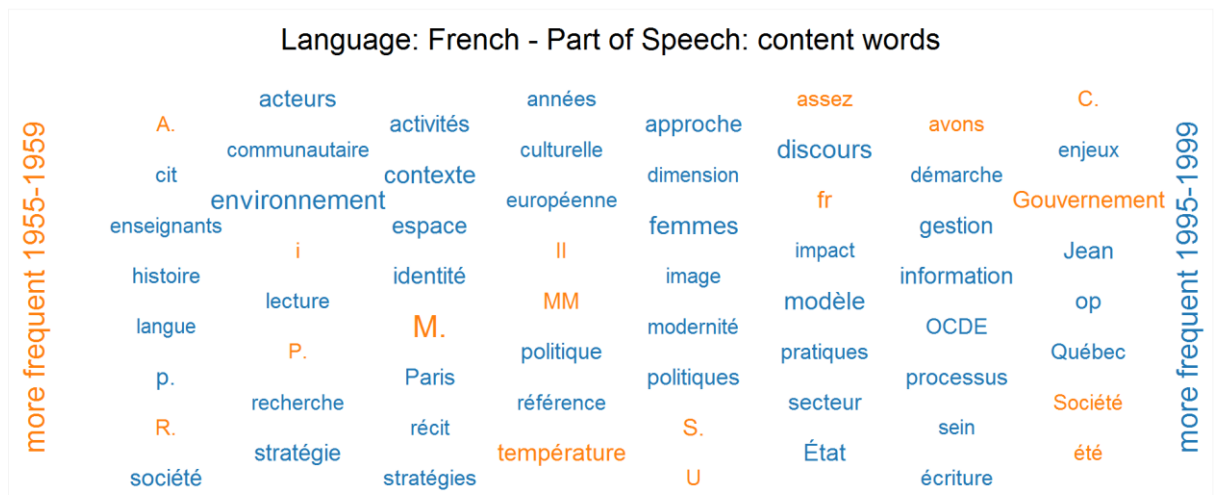 Language: French - Part of Speech: content words
more frequent 1955-1959
acteurs années assez C.
A. activités approche avons
communautaire culturelle discours enjeux
cit contexte dimension démarche
environnement européenne fr Gouvernement
enseignants espace femmes gestion
i II impact Jean
histoire identité image information
lecture MM modèle op
langue M. modernité OCDE
P. politique pratiques Québec
p. Paris politiques processus
recherche référence secteur Société
R. récit S. sein
stratégie température État été
société stratégies U écriture
more frequent 1995-1999